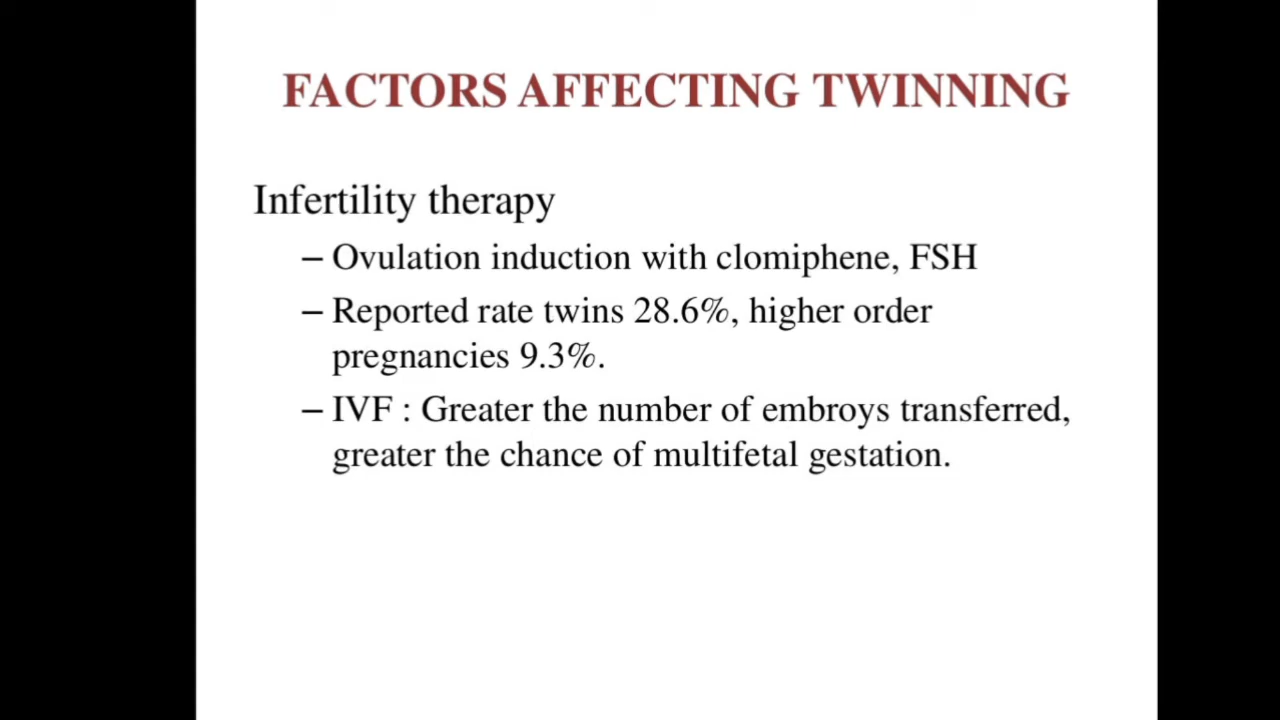 FACTORS AFFECTING TWINNING
Infertility therapy
– Ovulation induction with clomiphene, FSH
– Reported rate twins 28.6%, higher order
pregnancies 9.3%.
– IVF : Greater the number of embroys transferred,
greater the chance of multifetal gestation.